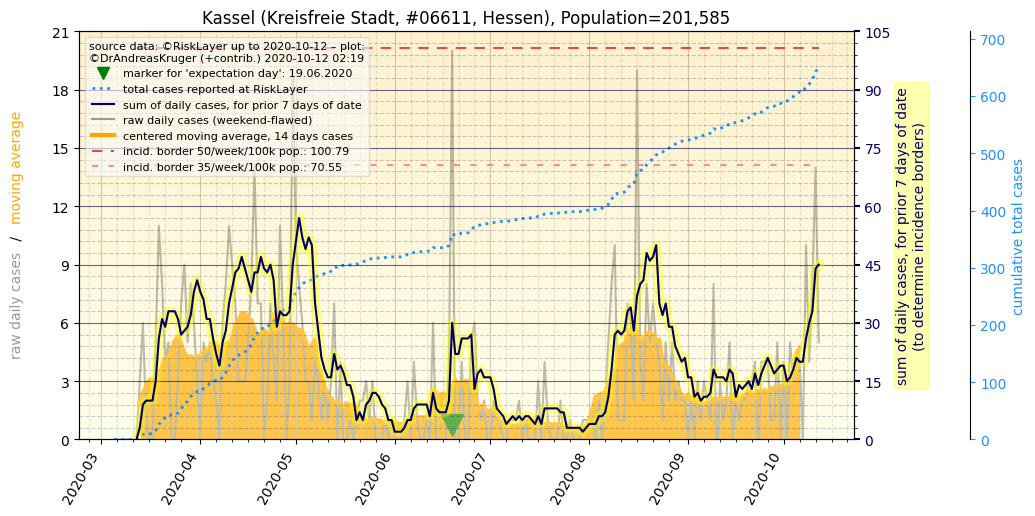 Kassel (Kreisfreie Stadt, #06611, Hessen), Population=201,585
source data: ©RiskLayer up to 2020-10-12 - plot:
©DrAndreasKruger (+contrib.) 2020-10-12 02:19
marker for 'expectation day': 19.06.2020
total cases reported at RiskLayer
sum of daily cases, for prior 7 days of date
raw daily cases (weekend-flawed)
centered moving average, 14 days cases
incid. border 50/week/100k pop.: 100.79
incid. border 35/week/100k pop.: 70.55
raw daily cases / moving average
21
18
15
12
9
6
3
0
105
90
75
60
45
30
15
0
sum of daily cases, for prior 7 days of date
(to determine incidence borders)
700
600
500
400
300
200
100
0
cumulative total cases
2020-03
2020-04
2020-05
2020-06
2020-07
2020-08
2020-09
2020-10